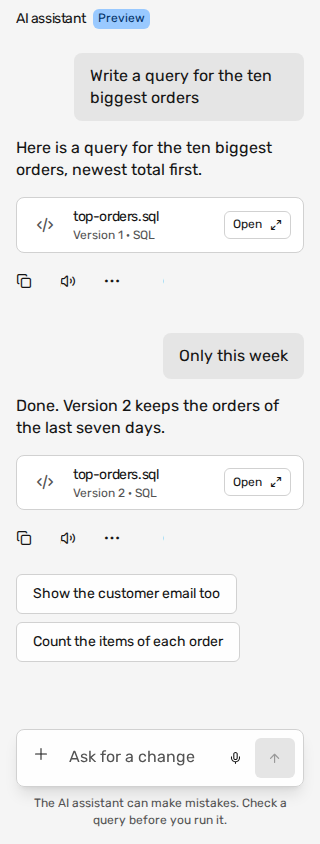 AI assistant Preview
Write a query for the ten
biggest orders
Here is a query for the ten biggest
orders, newest total first.
top-orders.sql
Version 1 • SQL
Open
Only this week
Done. Version 2 keeps the orders of
the last seven days.
top-orders.sql
Version 2 • SQL
Open
Show the customer email too
Count the items of each order
Ask for a change
The AI assistant can make mistakes. Check a
query before you run it.